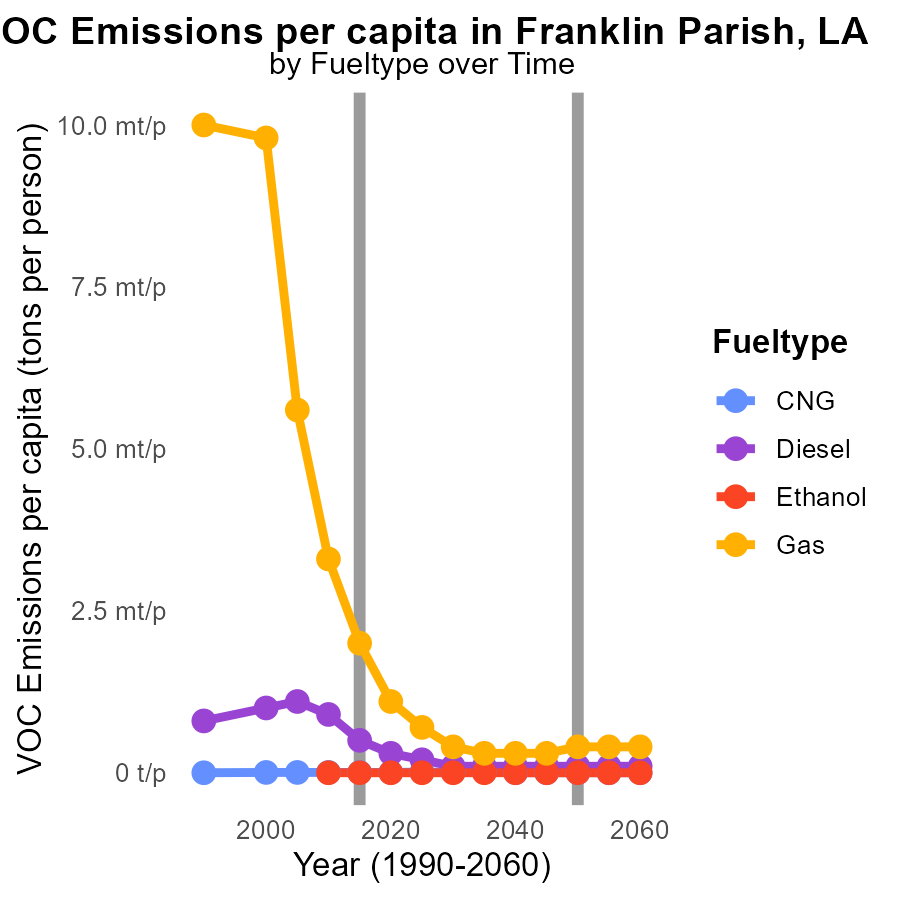 OC Emissions per capita in Franklin Parish, LA
by Fueltype over Time
VOC Emissions per capita (tons per person)
10.0 mt/p
7.5 mt/p
5.0 mt/p
2.5 mt/p
0 t/p
2000 2020 2040 2060
Year (1990-2060)
Fueltype
CNG
Diesel
Ethanol
Gas